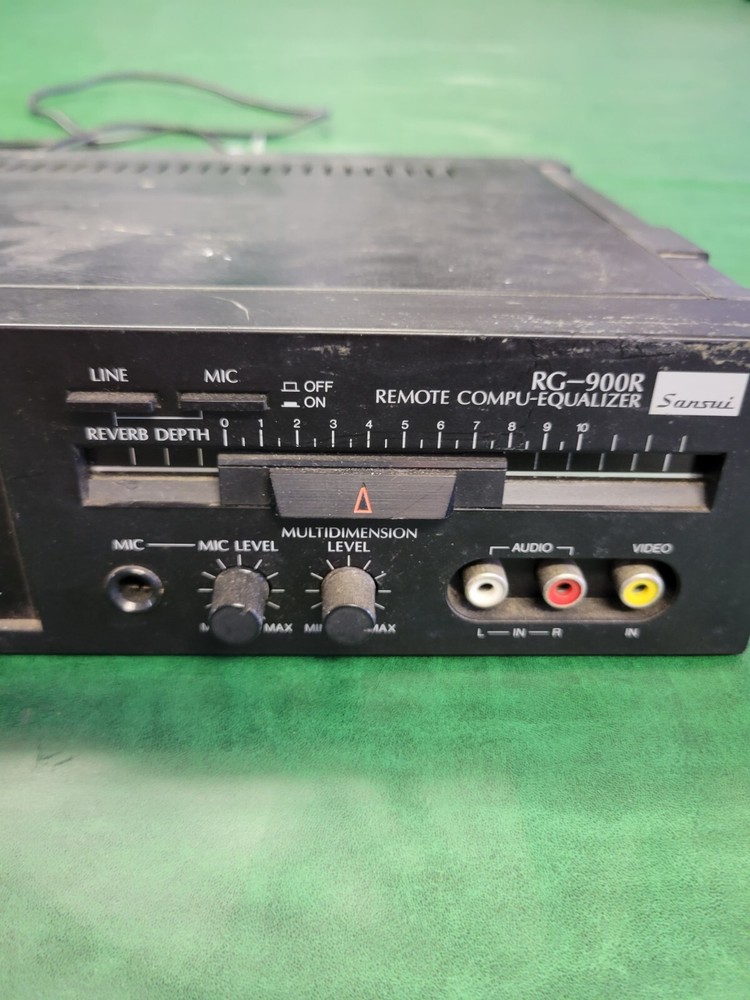 LINE MIC
OFF
ON
RG-900R
REMOTE COMPU-EQUALIZER
Sansui
REVERB DEPTH 0 1 2 3 4 5 6 7 8 9 10
MULTIDIMENSION
MIC MIC LEVEL LEVEL
AUDIO VIDEO
MAX MAX
L IN R IN